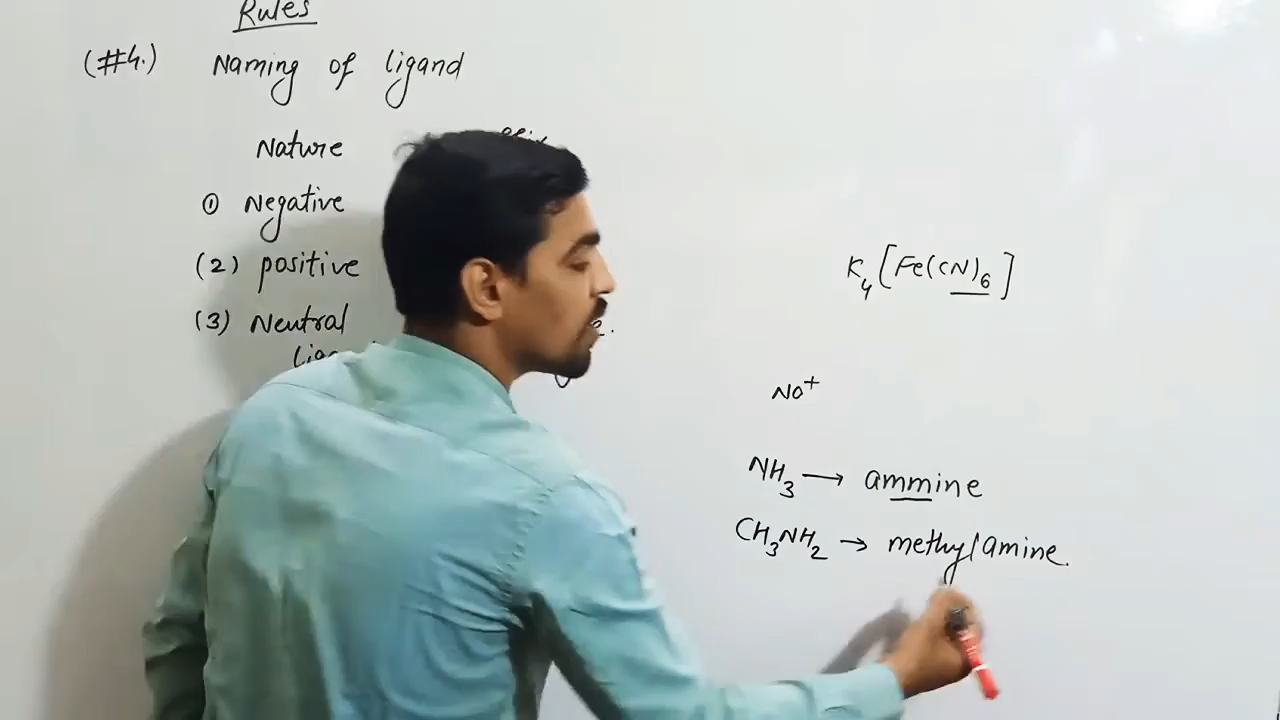 Rules
(#4.) Naming of ligand
Nature
① Negative
(2) positive
(3) Neutral
K₄[Fe(CN)₆]
NO⁺
NH₃ → ammine
CH₃NH₂ → methylamine.